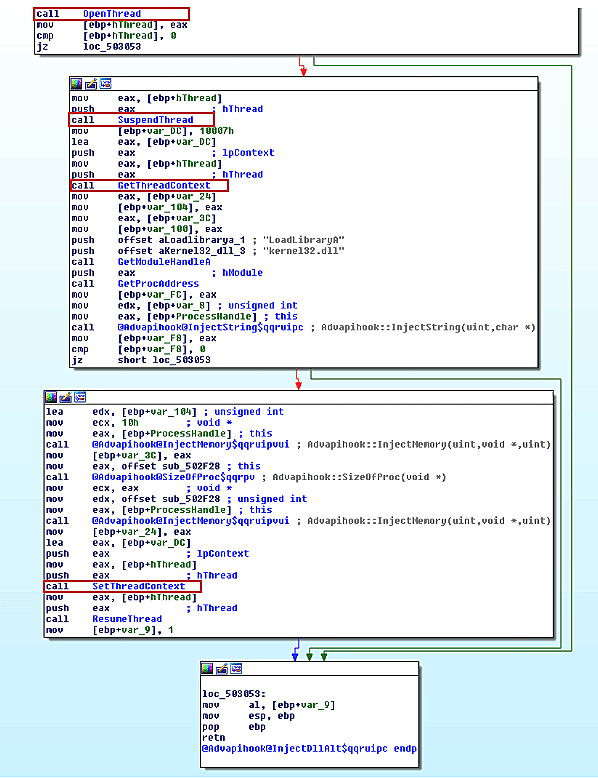 call OpenThread
mov [ebp+hThread], eax
cmp [ebp+hThread], 0
jz loc_503053
mov eax, [ebp+hThread]
push eax ; hThread
call SuspendThread
mov [ebp+var_DC], 10007h
lea eax, [ebp+var_DC]
push eax ; lpContext
mov eax, [ebp+hThread]
push eax ; hThread
call GetThreadContext
mov eax, [ebp+var_24]
mov [ebp+var_104], eax
mov eax, [ebp+var_3C]
mov [ebp+var_100], eax
push offset aLoadlibrarya_1 ; "LoadLibraryA"
push offset aKernel32_dll_3 ; "kernel32.dll"
call GetModuleHandleA
push eax ; hModule
call GetProcAddress
mov [ebp+var_FC], eax
mov edx, [ebp+var_8] ; unsigned int
mov eax, [ebp+ProcessHandle] ; this
call @Advapihook@InjectString$qqruipc ; Advapihook::InjectString(uint,char *)
mov [ebp+var_F8], eax
cmp [ebp+var_F8], 0
jz short loc_503053
lea edx, [ebp+var_104] ; unsigned int
mov ecx, 10h ; void *
mov eax, [ebp+ProcessHandle] ; this
call @Advapihook@InjectMemory$qqruipvui ; Advapihook::InjectMemory(uint,void *,uint)
mov [ebp+var_3C], eax
mov eax, offset sub_502F28 ; this
call @Advapihook@SizeOfProc$qqrpv ; Advapihook::SizeOfProc(void *)
mov ecx, eax ; void *
mov edx, offset sub_502F28 ; unsigned int
mov eax, [ebp+ProcessHandle] ; this
call @Advapihook@InjectMemory$qqruipvui ; Advapihook::InjectMemory(uint,void *,uint)
mov [ebp+var_24], eax
lea eax, [ebp+var_DC]
push eax ; lpContext
mov eax, [ebp+hThread]
push eax ; hThread
call SetThreadContext
mov eax, [ebp+hThread]
push eax ; hThread
call ResumeThread
mov [ebp+var_9], 1
loc_503053:
mov al, [ebp+var_9]
mov esp, ebp
pop ebp
retn
@Advapihook@InjectDllAlt$qqruipc endp